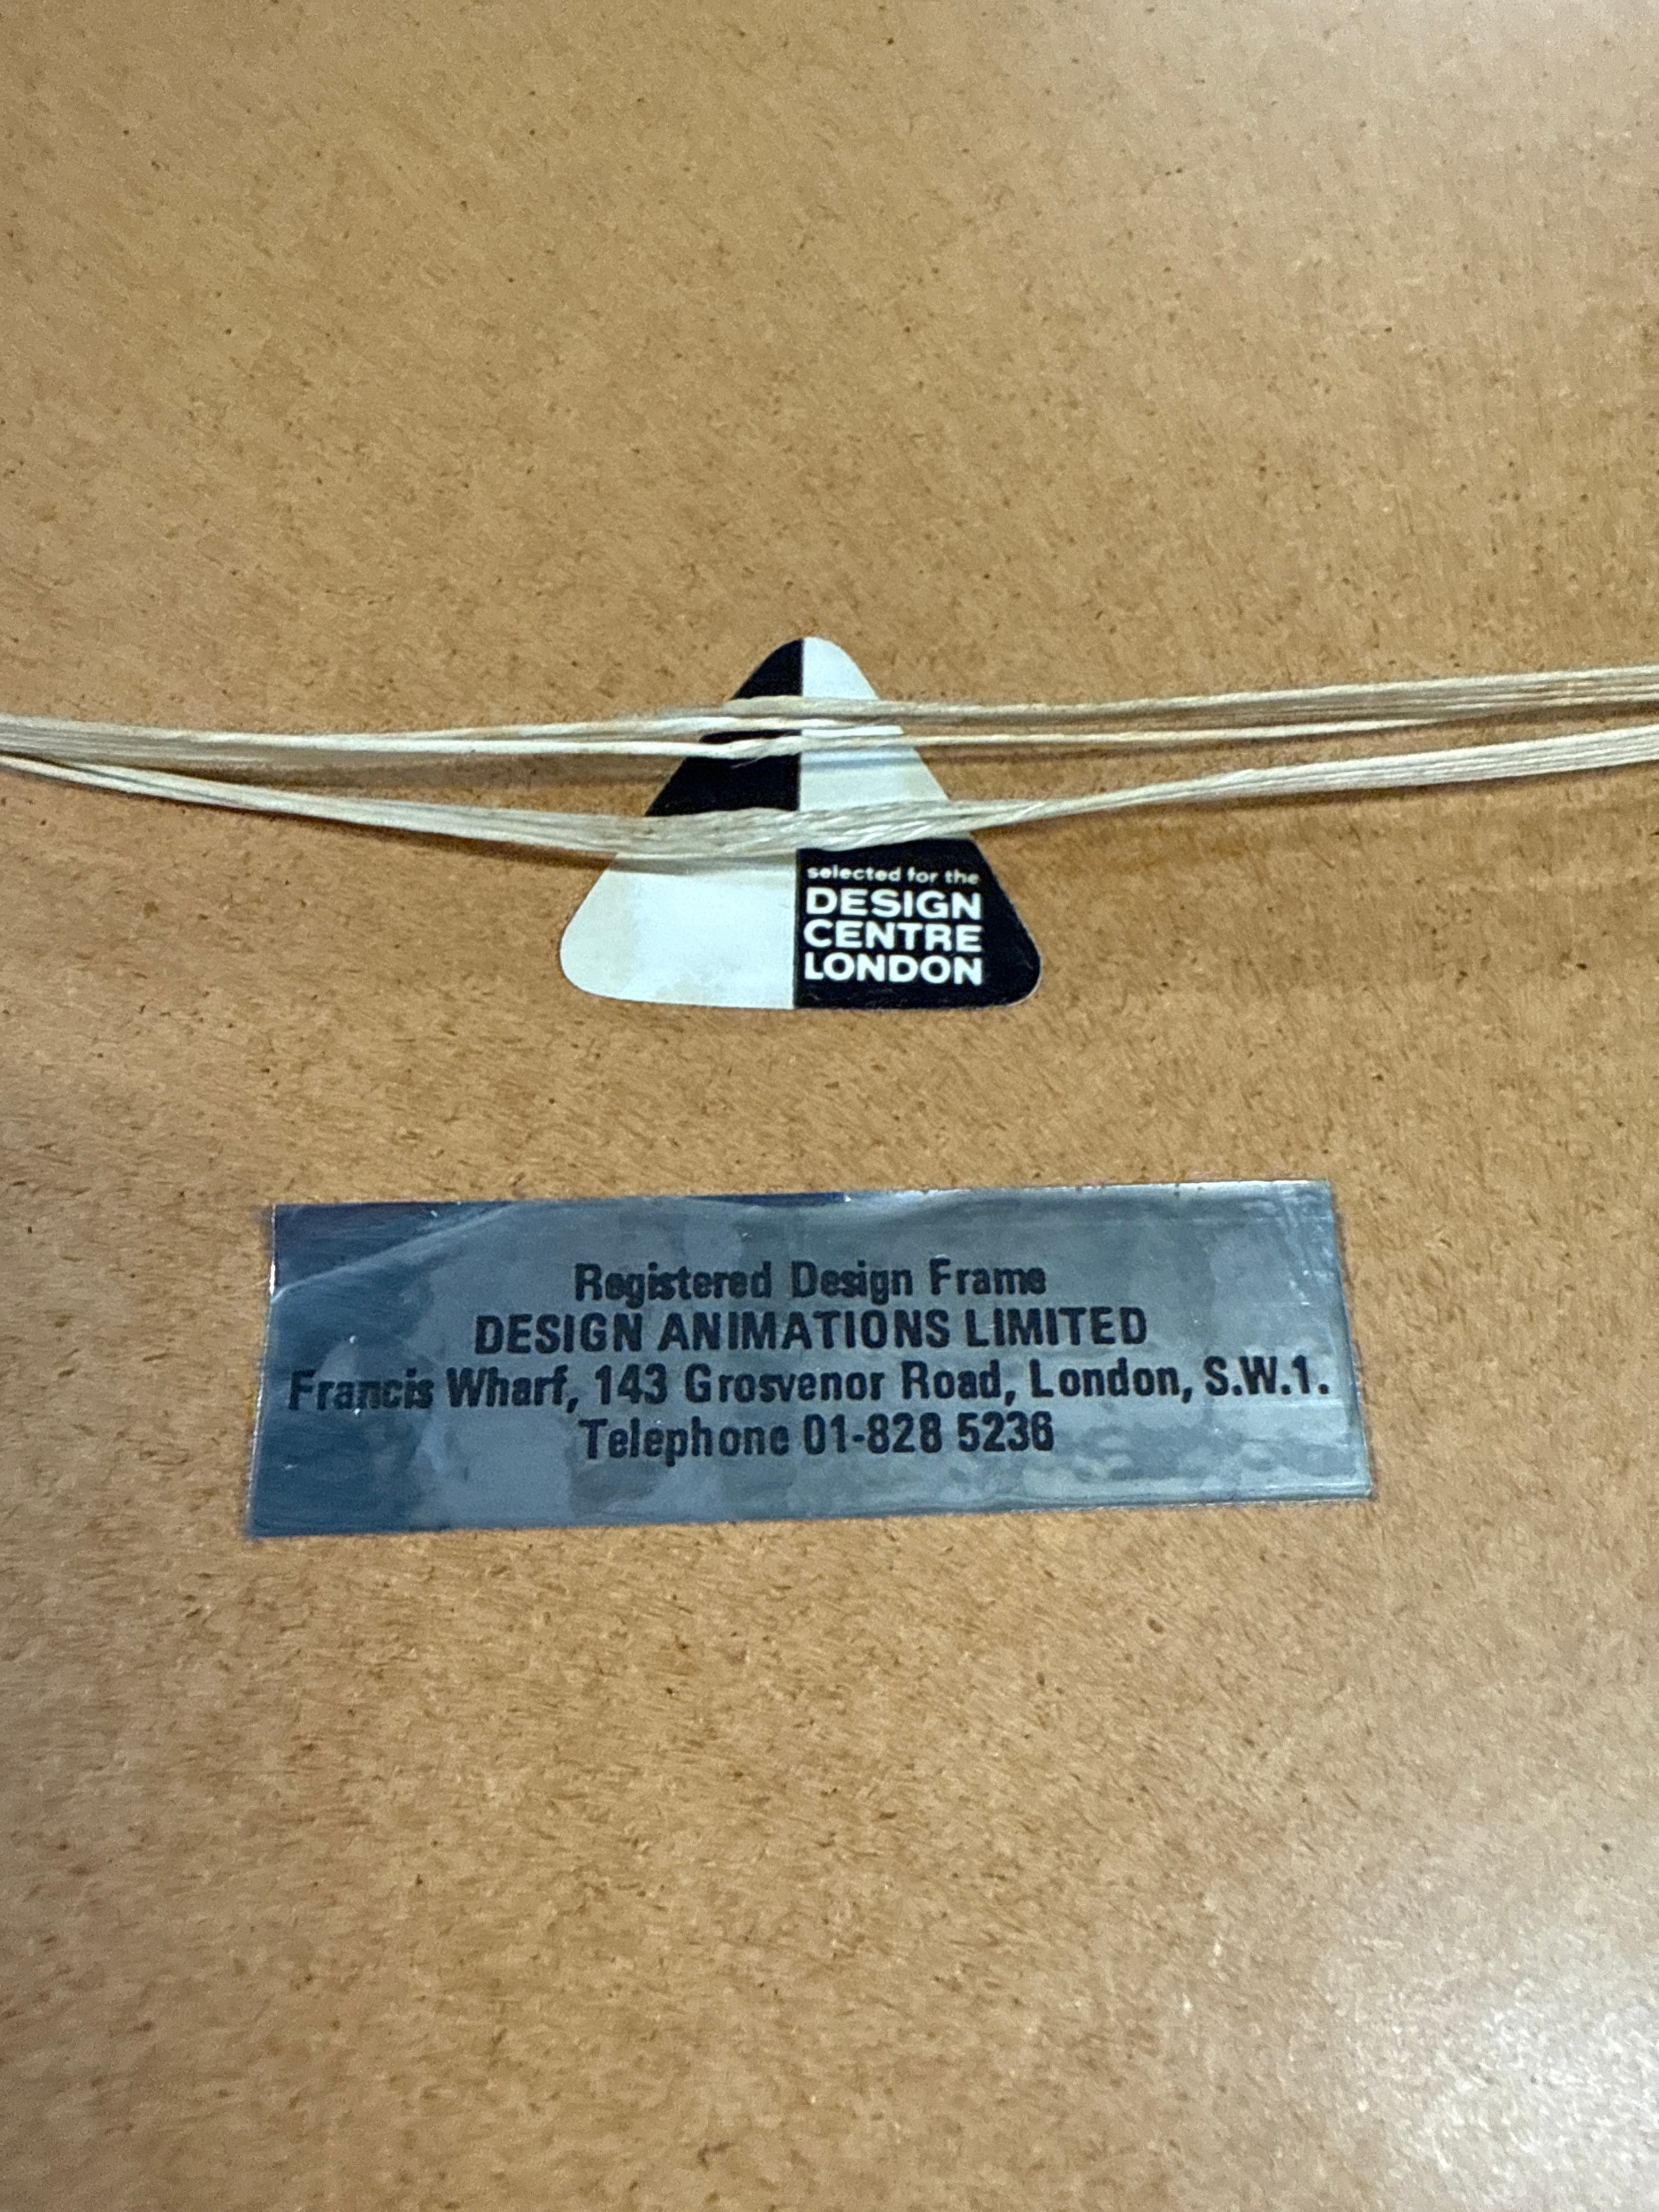 selected for the
DESIGN
CENTRE
LONDON
Registered Design Frame
DESIGN ANIMATIONS LIMITED
Francis Wharf, 143 Grosvenor Road, London, S.W.1.
Telephone 01-828 5236